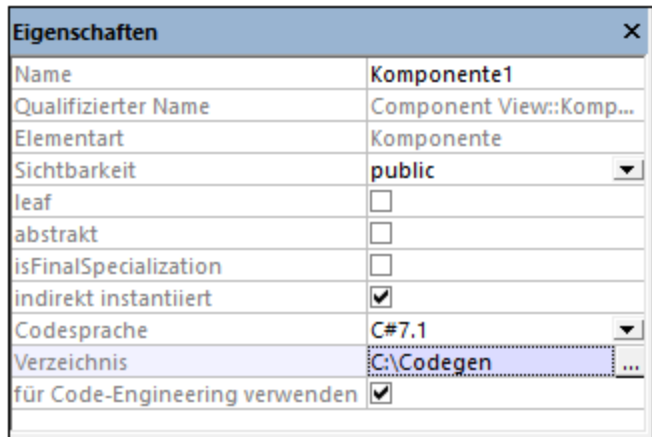 Eigenschaften
Name Komponente1
Qualifizierter Name Component View::Komp...
Elementart Komponente
Sichtbarkeit public
leaf
abstrakt
isFinalSpecialization
indirekt instantiiert
Codesprache C#7.1
Verzeichnis C:\Codegen ...
für Code-Engineering verwenden